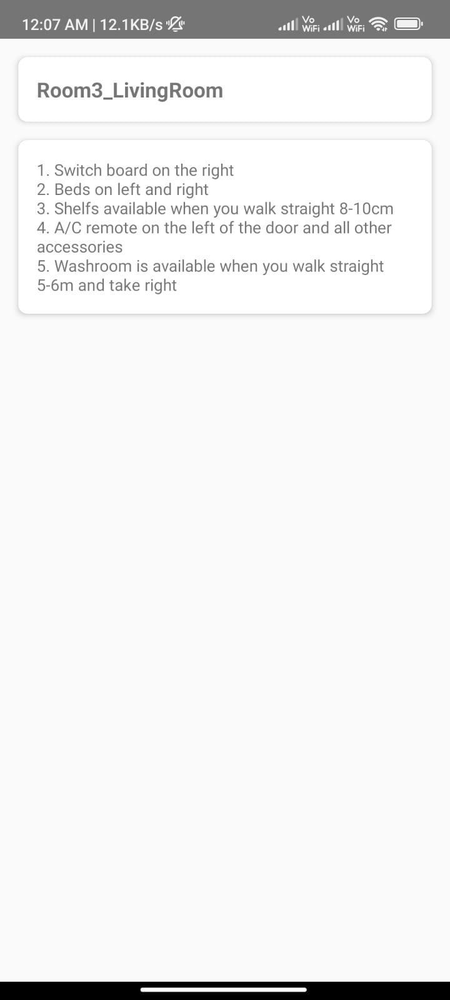 12:07 AM | 12.1KB/s
Vo WiFi Vo WiFi
Room3_LivingRoom
1. Switch board on the right
2. Beds on left and right
3. Shelfs available when you walk straight 8-10cm
4. A/C remote on the left of the door and all other
accessories
5. Washroom is available when you walk straight
5-6m and take right